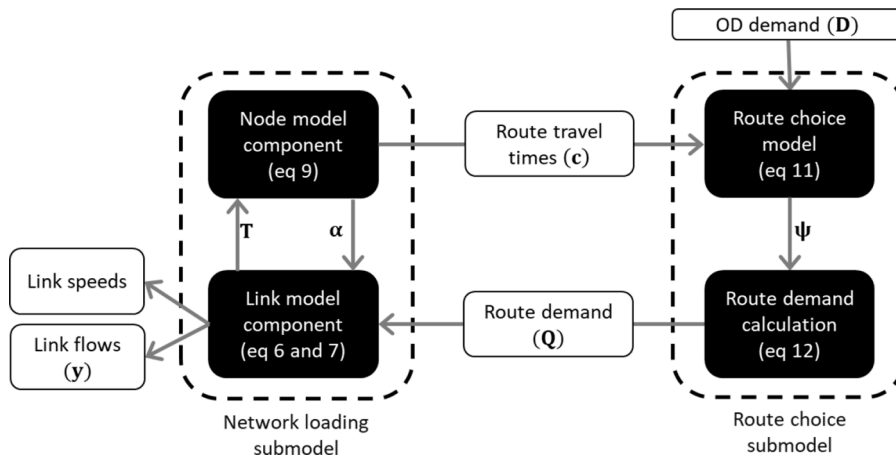 OD demand (D)
Node model
component
(eq 9)
Route travel
times (c)
Route choice
model
(eq 11)
T
α
ψ
Link speeds
Link flows
(y)
Link model
component
(eq 6 and 7)
Route demand
(Q)
Route demand
calculation
(eq 12)
Network loading
submodel
Route choice
submodel